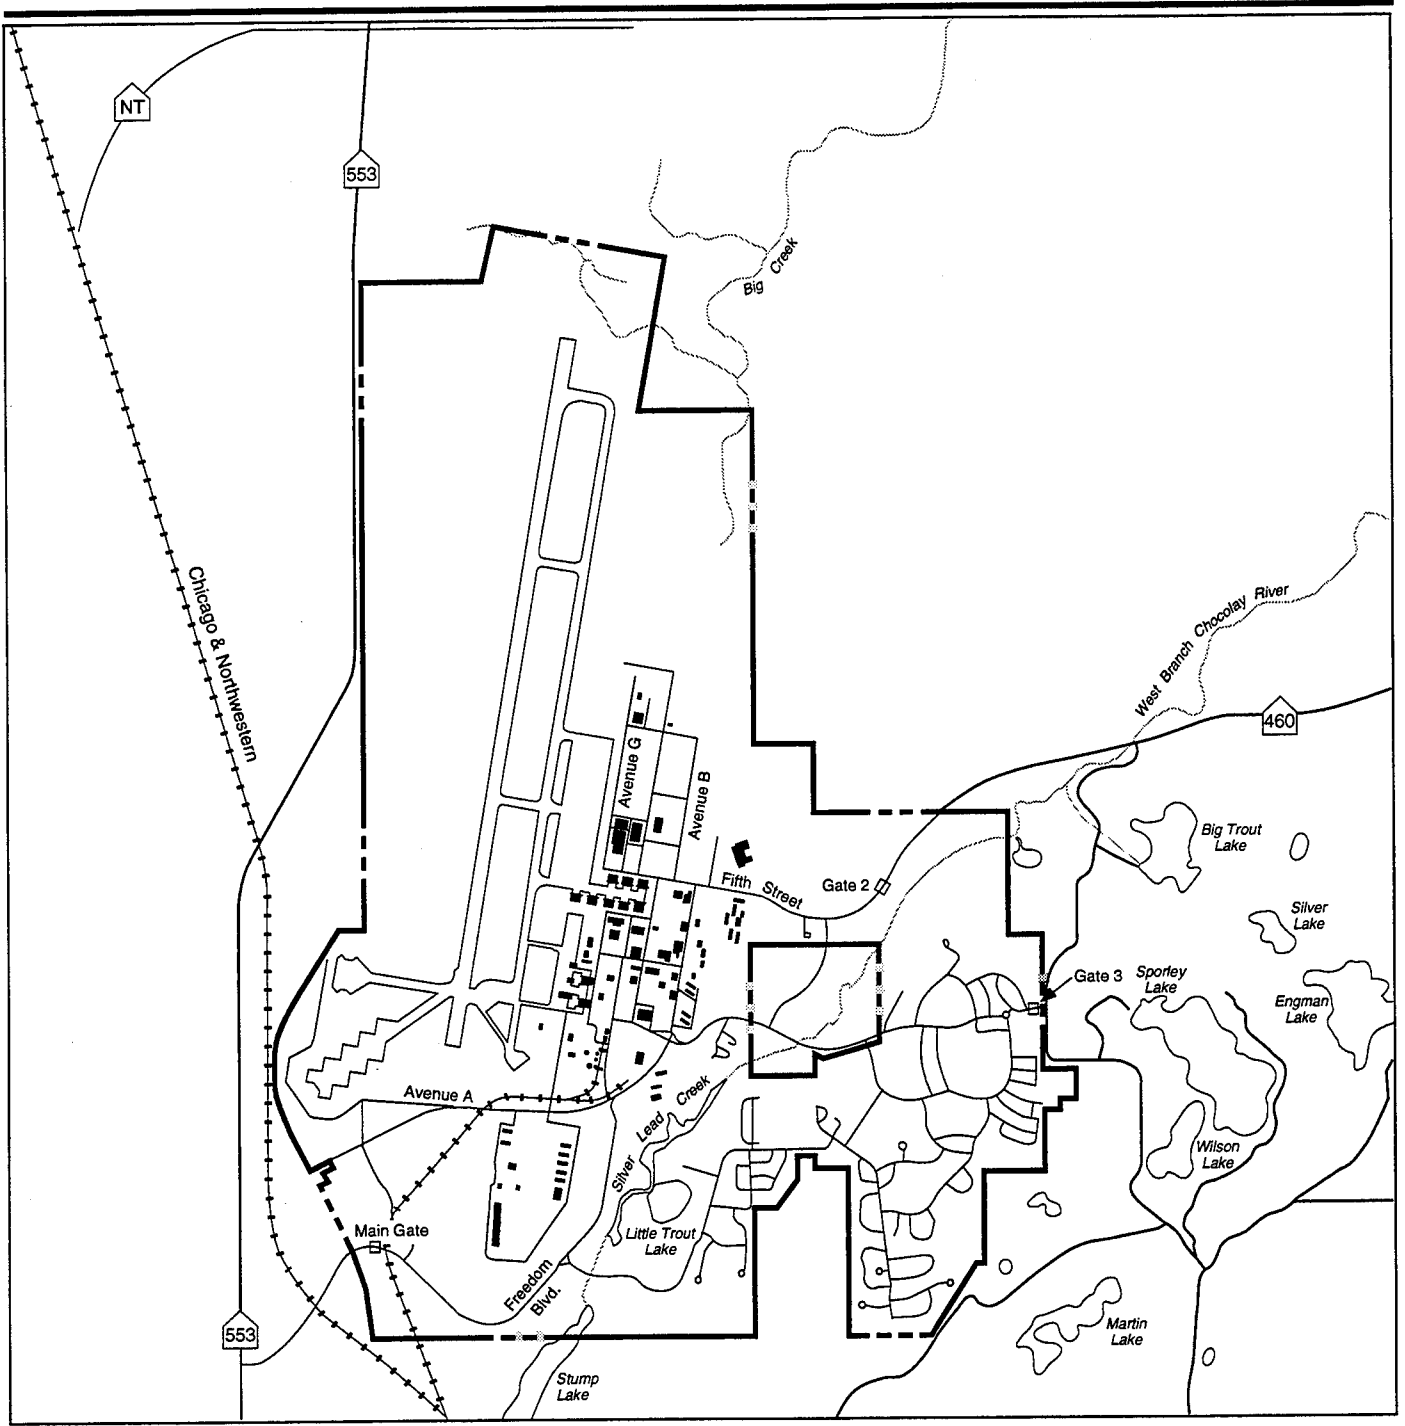 NT
553
Big Creek
Chicago & Northwestern
West Branch Chocolay River
460
Avenue G
Avenue B
Big Trout
Lake
Fifth Street
Gate 2
Silver
Lake
Gate 3
Sporley
Lake
Engman
Lake
Avenue A
Silver Lead Creek
Wilson
Lake
Main Gate
Little Trout
Lake
Freedom
Blvd.
553
Martin
Lake
Stump
Lake